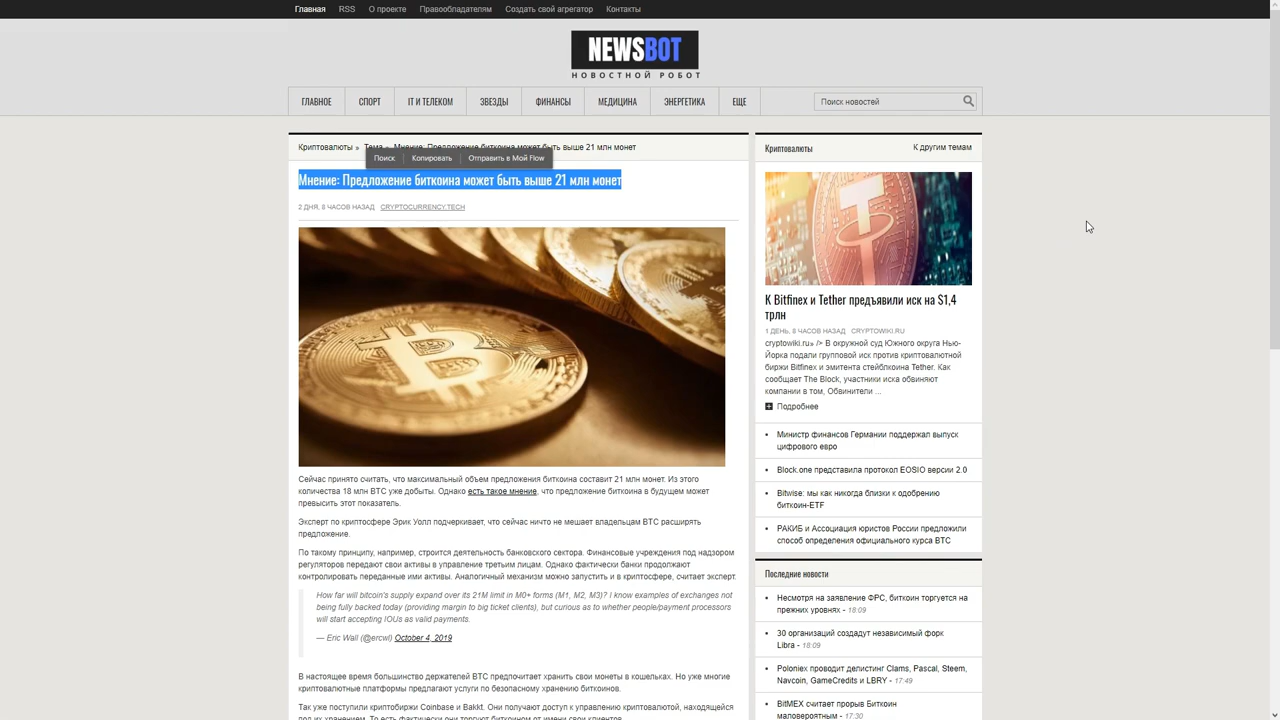 Главная RSS О проекте Правообладателям Создать свой агрегатор Контакты
NEWSBOT
НОВОСТНОЙ РОБОТ
ГЛАВНОЕ СПОРТ IT И ТЕЛЕКОМ ЗВЕЗДЫ ФИНАНСЫ МЕДИЦИНА ЭНЕРГЕТИКА ЕЩЕ Поиск новостей
Криптовалюты » Тема » Мнение: Предложение биткоина может быть выше 21 млн монет
Поиск Копировать Отправить в Мой Flow
Мнение: Предложение биткоина может быть выше 21 млн монет
2 ДНЯ, 8 ЧАСОВ НАЗАД CRYPTOCURRENCY.TECH
Сейчас принято считать, что максимальный объем предложения биткоина составит 21 млн монет. Из этого
количества 18 млн BTC уже добыты. Однако есть такое мнение, что предложение биткоина в будущем может
превысить этот показатель.
Эксперт по криптосфере Эрик Уолл подчеркивает, что сейчас ничто не мешает владельцам BTC расширять
предложение.
По такому принципу, например, строится деятельность банковского сектора. Финансовые учреждения под надзором
регуляторов передают свои активы в управление третьим лицам. Однако фактически банки продолжают
контролировать переданные ими активы. Аналогичный механизм можно запустить и в криптосфере, считает эксперт.
How far will bitcoin's supply expand over its 21M limit in M0+ forms (M1, M2, M3)? I know examples of exchanges not
being fully backed today (providing margin to big ticket clients), but curious as to whether people/payment processors
will start accepting IOUs as valid payments.
— Eric Wall (@ercwl) October 4, 2019
В настоящее время большинство держателей BTC предпочитает хранить свои монеты в кошельках. Но уже многие
криптовалютные платформы предлагают услуги по безопасному хранению биткоинов.
Так уже поступили криптобиржи Coinbase и Bakkt. Они получают доступ к управлению криптовалютой, находящейся
под их хранением. То есть фактически они торгуют биткоином от имени своих клиентов.
Криптовалюты К другим темам
К Bitfinex и Tether предъявили иск на $1,4
трлн
1 ДЕНЬ, 8 ЧАСОВ НАЗАД CRYPTOWIKI.RU
cryptowiki.ru» /> В окружной суд Южного округа Нью-
Йорка подали групповой иск против криптовалютной
биржи Bitfinex и эмитента стейблкоина Tether. Как
сообщает The Block, участники иска обвиняют
компании в том, Обвинители ...
Подробнее
Министр финансов Германии поддержал выпуск
цифрового евро
Block.one представила протокол EOSIO версии 2.0
Bitwise: мы как никогда близки к одобрению
биткоин-ETF
РАКИБ и Ассоциация юристов России предложили
способ определения официального курса BTC
Последние новости
Несмотря на заявление ФРС, биткоин торгуется на
прежних уровнях - 18:09
30 организаций создадут независимый форк
Libra - 18:09
Poloniex проводит делистинг Clams, Pascal, Steem,
Navcoin, GameCredits и LBRY - 17:49
BitMEX считает прорыв Биткоин
маловероятным - 17:30